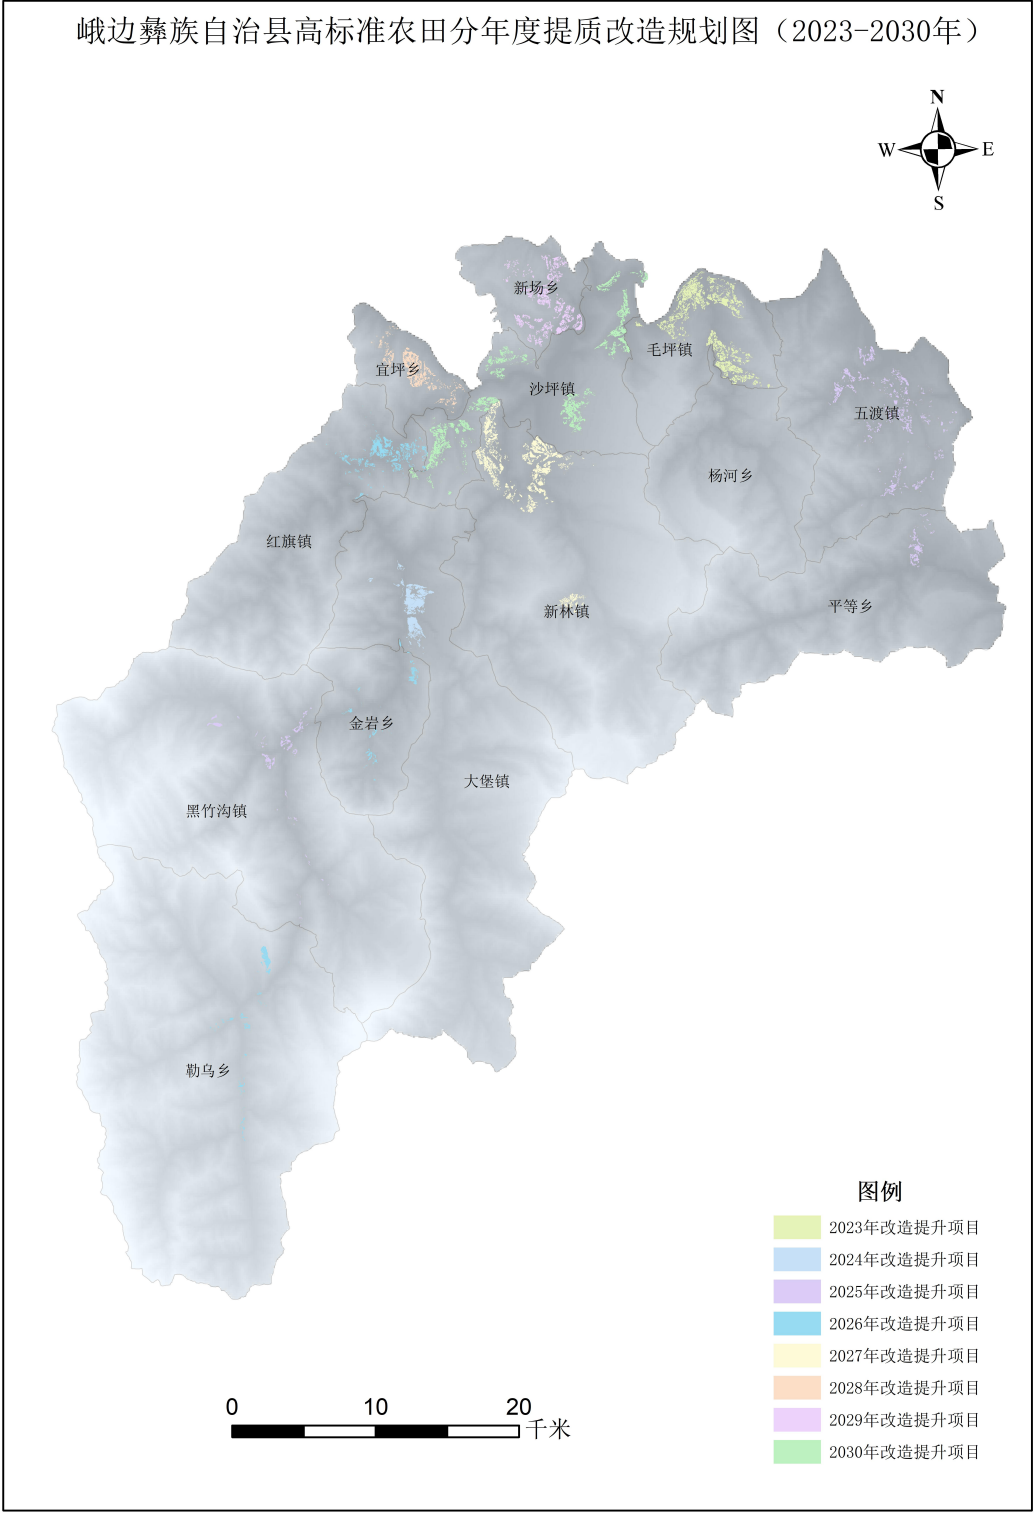 峨边彝族自治县高标准农田分年度提质改造规划图（2023-2030年）
N
W
E
S
新场乡
毛坪镇
宜坪乡
沙坪镇
五渡镇
杨河乡
红旗镇
平等乡
新林镇
金岩乡
大堡镇
黑竹沟镇
勒乌乡
图例
2023年改造提升项目
2024年改造提升项目
2025年改造提升项目
2026年改造提升项目
2027年改造提升项目
2028年改造提升项目
2029年改造提升项目
2030年改造提升项目
0 10 20
千米